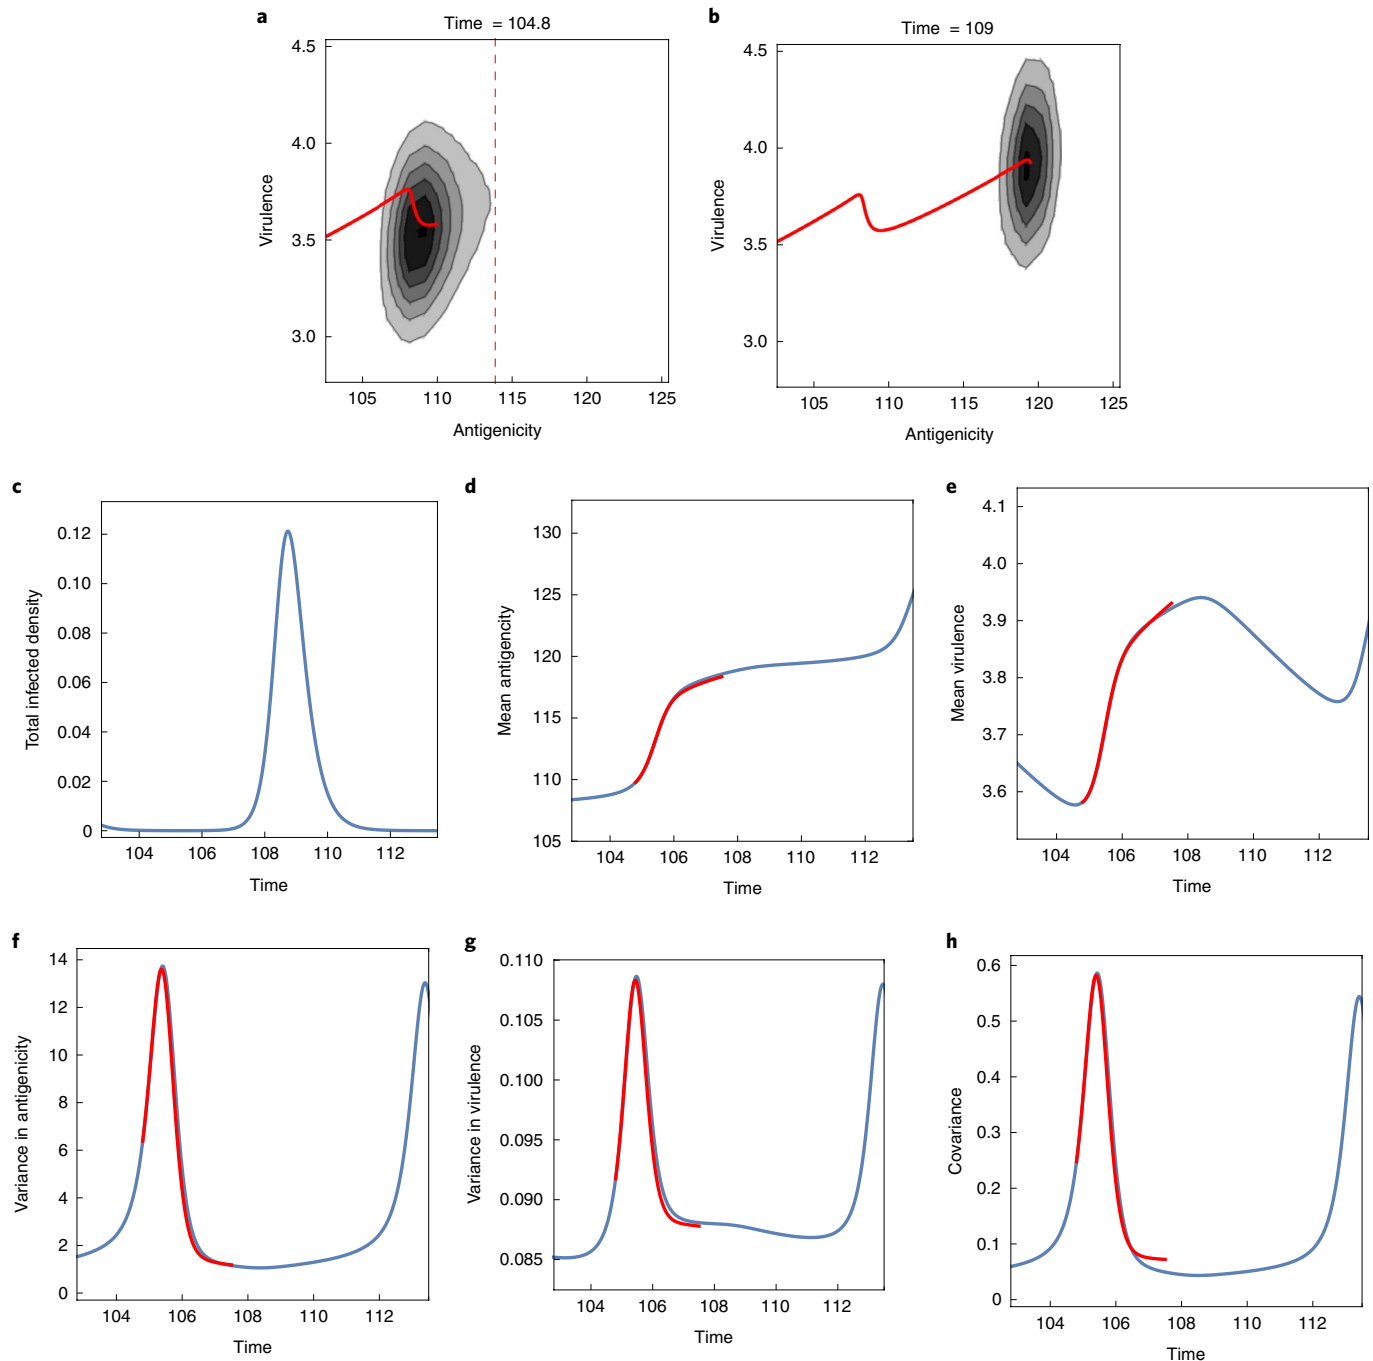 a
Time = 104.8
Virulence
4.5
4.0
3.5
3.0
105 110 115 120 125
Antigenicity
b
Time = 109
Virulence
4.5
4.0
3.5
3.0
105 110 115 120 125
Antigenicity
c
Total infected density
0.12
0.10
0.08
0.06
0.04
0.02
0
104 106 108 110 112
Time
d
Mean antigencity
130
125
120
115
110
105
104 106 108 110 112
Time
e
Mean virulence
4.1
4.0
3.9
3.8
3.7
3.6
104 106 108 110 112
Time
f
Variance in antigenicity
14
12
10
8
6
4
2
0
104 106 108 110 112
Time
g
Variance in virulence
0.110
0.105
0.100
0.095
0.090
0.085
104 106 108 110 112
Time
h
Covariance
0.6
0.5
0.4
0.3
0.2
0.1
0
104 106 108 110 112
Time